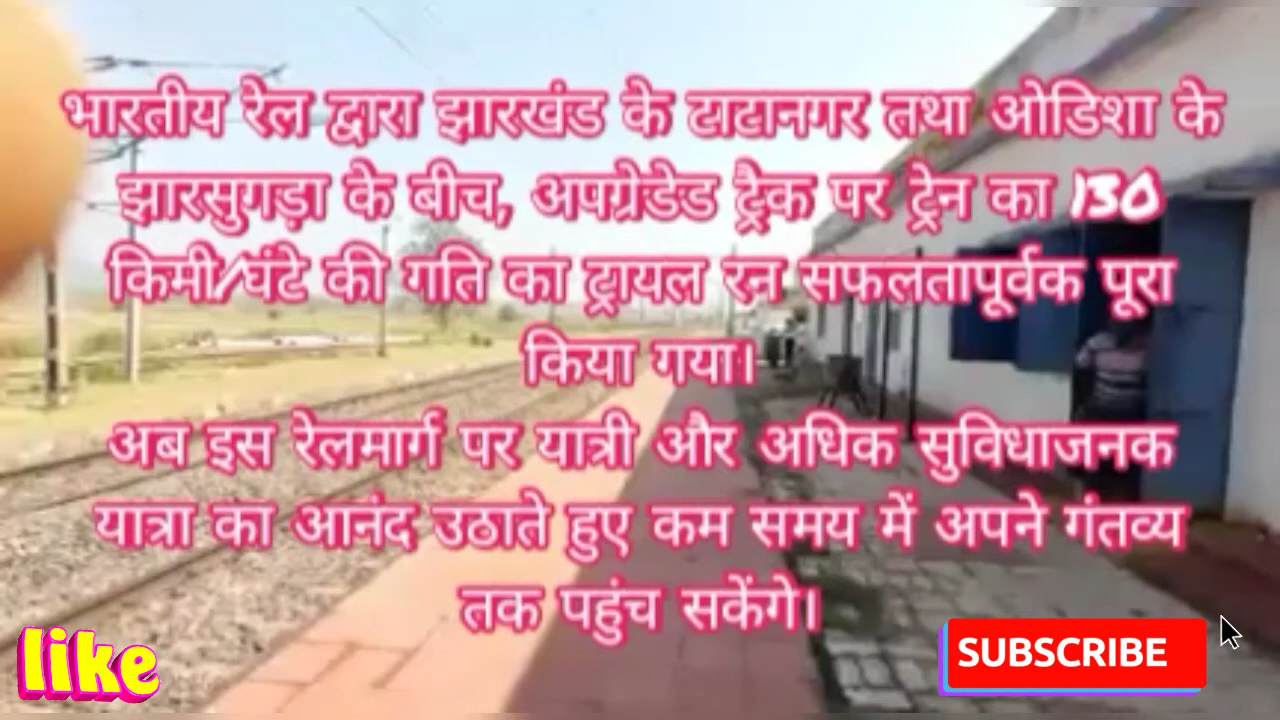 भारतीय रेल द्वारा झारखंड के टाटानगर तथा ओडिशा के
झारसुगड़ा के बीच, अपग्रेडेड ट्रैक पर ट्रेन का 130
किमी/घंटे की गति का ट्रायल रन सफलतापूर्वक पूरा
किया गया।
अब इस रेलमार्ग पर यात्री और अधिक सुविधाजनक
यात्रा का आनंद उठाते हुए कम समय में अपने गंतव्य
तक पहुंच सकेंगे।
like
SUBSCRIBE